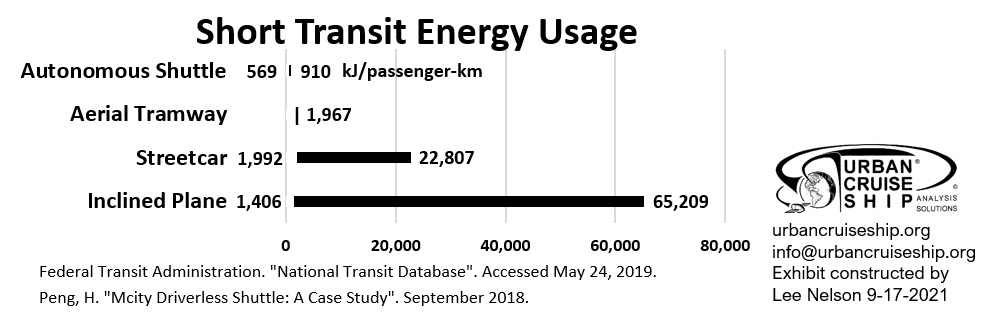 Short Transit Energy Usage
Autonomous Shuttle 569 910 kJ/passenger-km
Aerial Tramway 1,967
Streetcar 1,992 22,807
Inclined Plane 1,406 65,209
0 20,000 40,000 60,000 80,000
Federal Transit Administration. "National Transit Database". Accessed May 24, 2019.
Peng, H. "Mcity Driverless Shuttle: A Case Study". September 2018.
URBAN®
CRUISE ©
SHIP ANALYSIS SOLUTIONS
urbancruiseship.org
info@urbancruiseship.org
Exhibit constructed by
Lee Nelson 9-17-2021